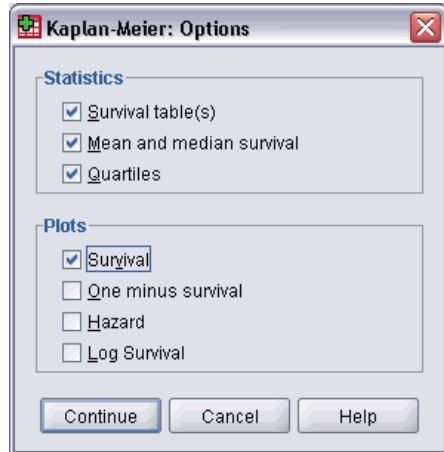 Kaplan-Meier: Options
Statistics
Survival table(s)
Mean and median survival
Quartiles
Plots
Survival
One minus survival
Hazard
Log Survival
Continue Cancel Help